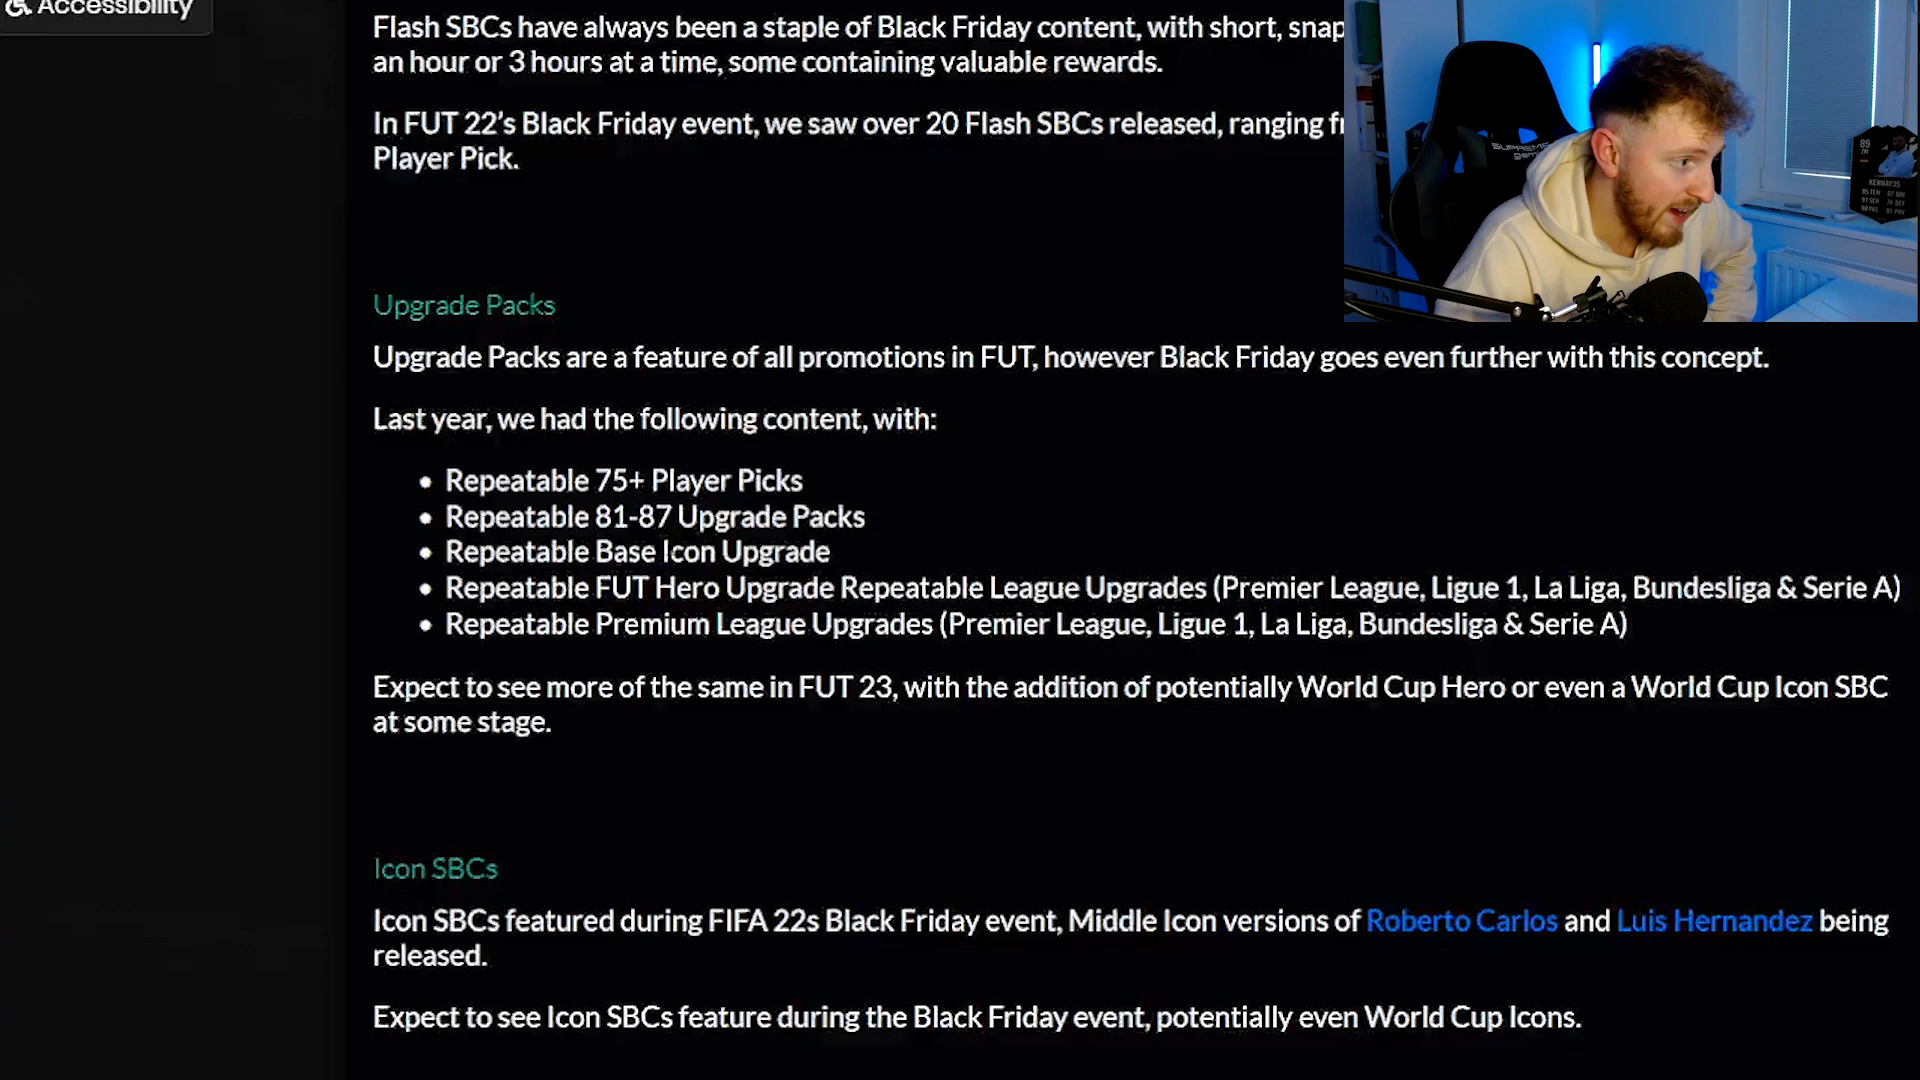 Accessibility
Flash SBCs have always been a staple of Black Friday content, with short, snap
an hour or 3 hours at a time, some containing valuable rewards.
In FUT 22's Black Friday event, we saw over 20 Flash SBCs released, ranging fr
Player Pick.
SUPREME
89
KENNAY35
Upgrade Packs
Upgrade Packs are a feature of all promotions in FUT, however Black Friday goes even further with this concept.
Last year, we had the following content, with:
• Repeatable 75+ Player Picks
• Repeatable 81-87 Upgrade Packs
• Repeatable Base Icon Upgrade
• Repeatable FUT Hero Upgrade Repeatable League Upgrades (Premier League, Ligue 1, La Liga, Bundesliga & Serie A)
• Repeatable Premium League Upgrades (Premier League, Ligue 1, La Liga, Bundesliga & Serie A)
Expect to see more of the same in FUT 23, with the addition of potentially World Cup Hero or even a World Cup Icon SBC
at some stage.
Icon SBCs
Icon SBCs featured during FIFA 22s Black Friday event, Middle Icon versions of Roberto Carlos and Luis Hernandez being
released.
Expect to see Icon SBCs feature during the Black Friday event, potentially even World Cup Icons.